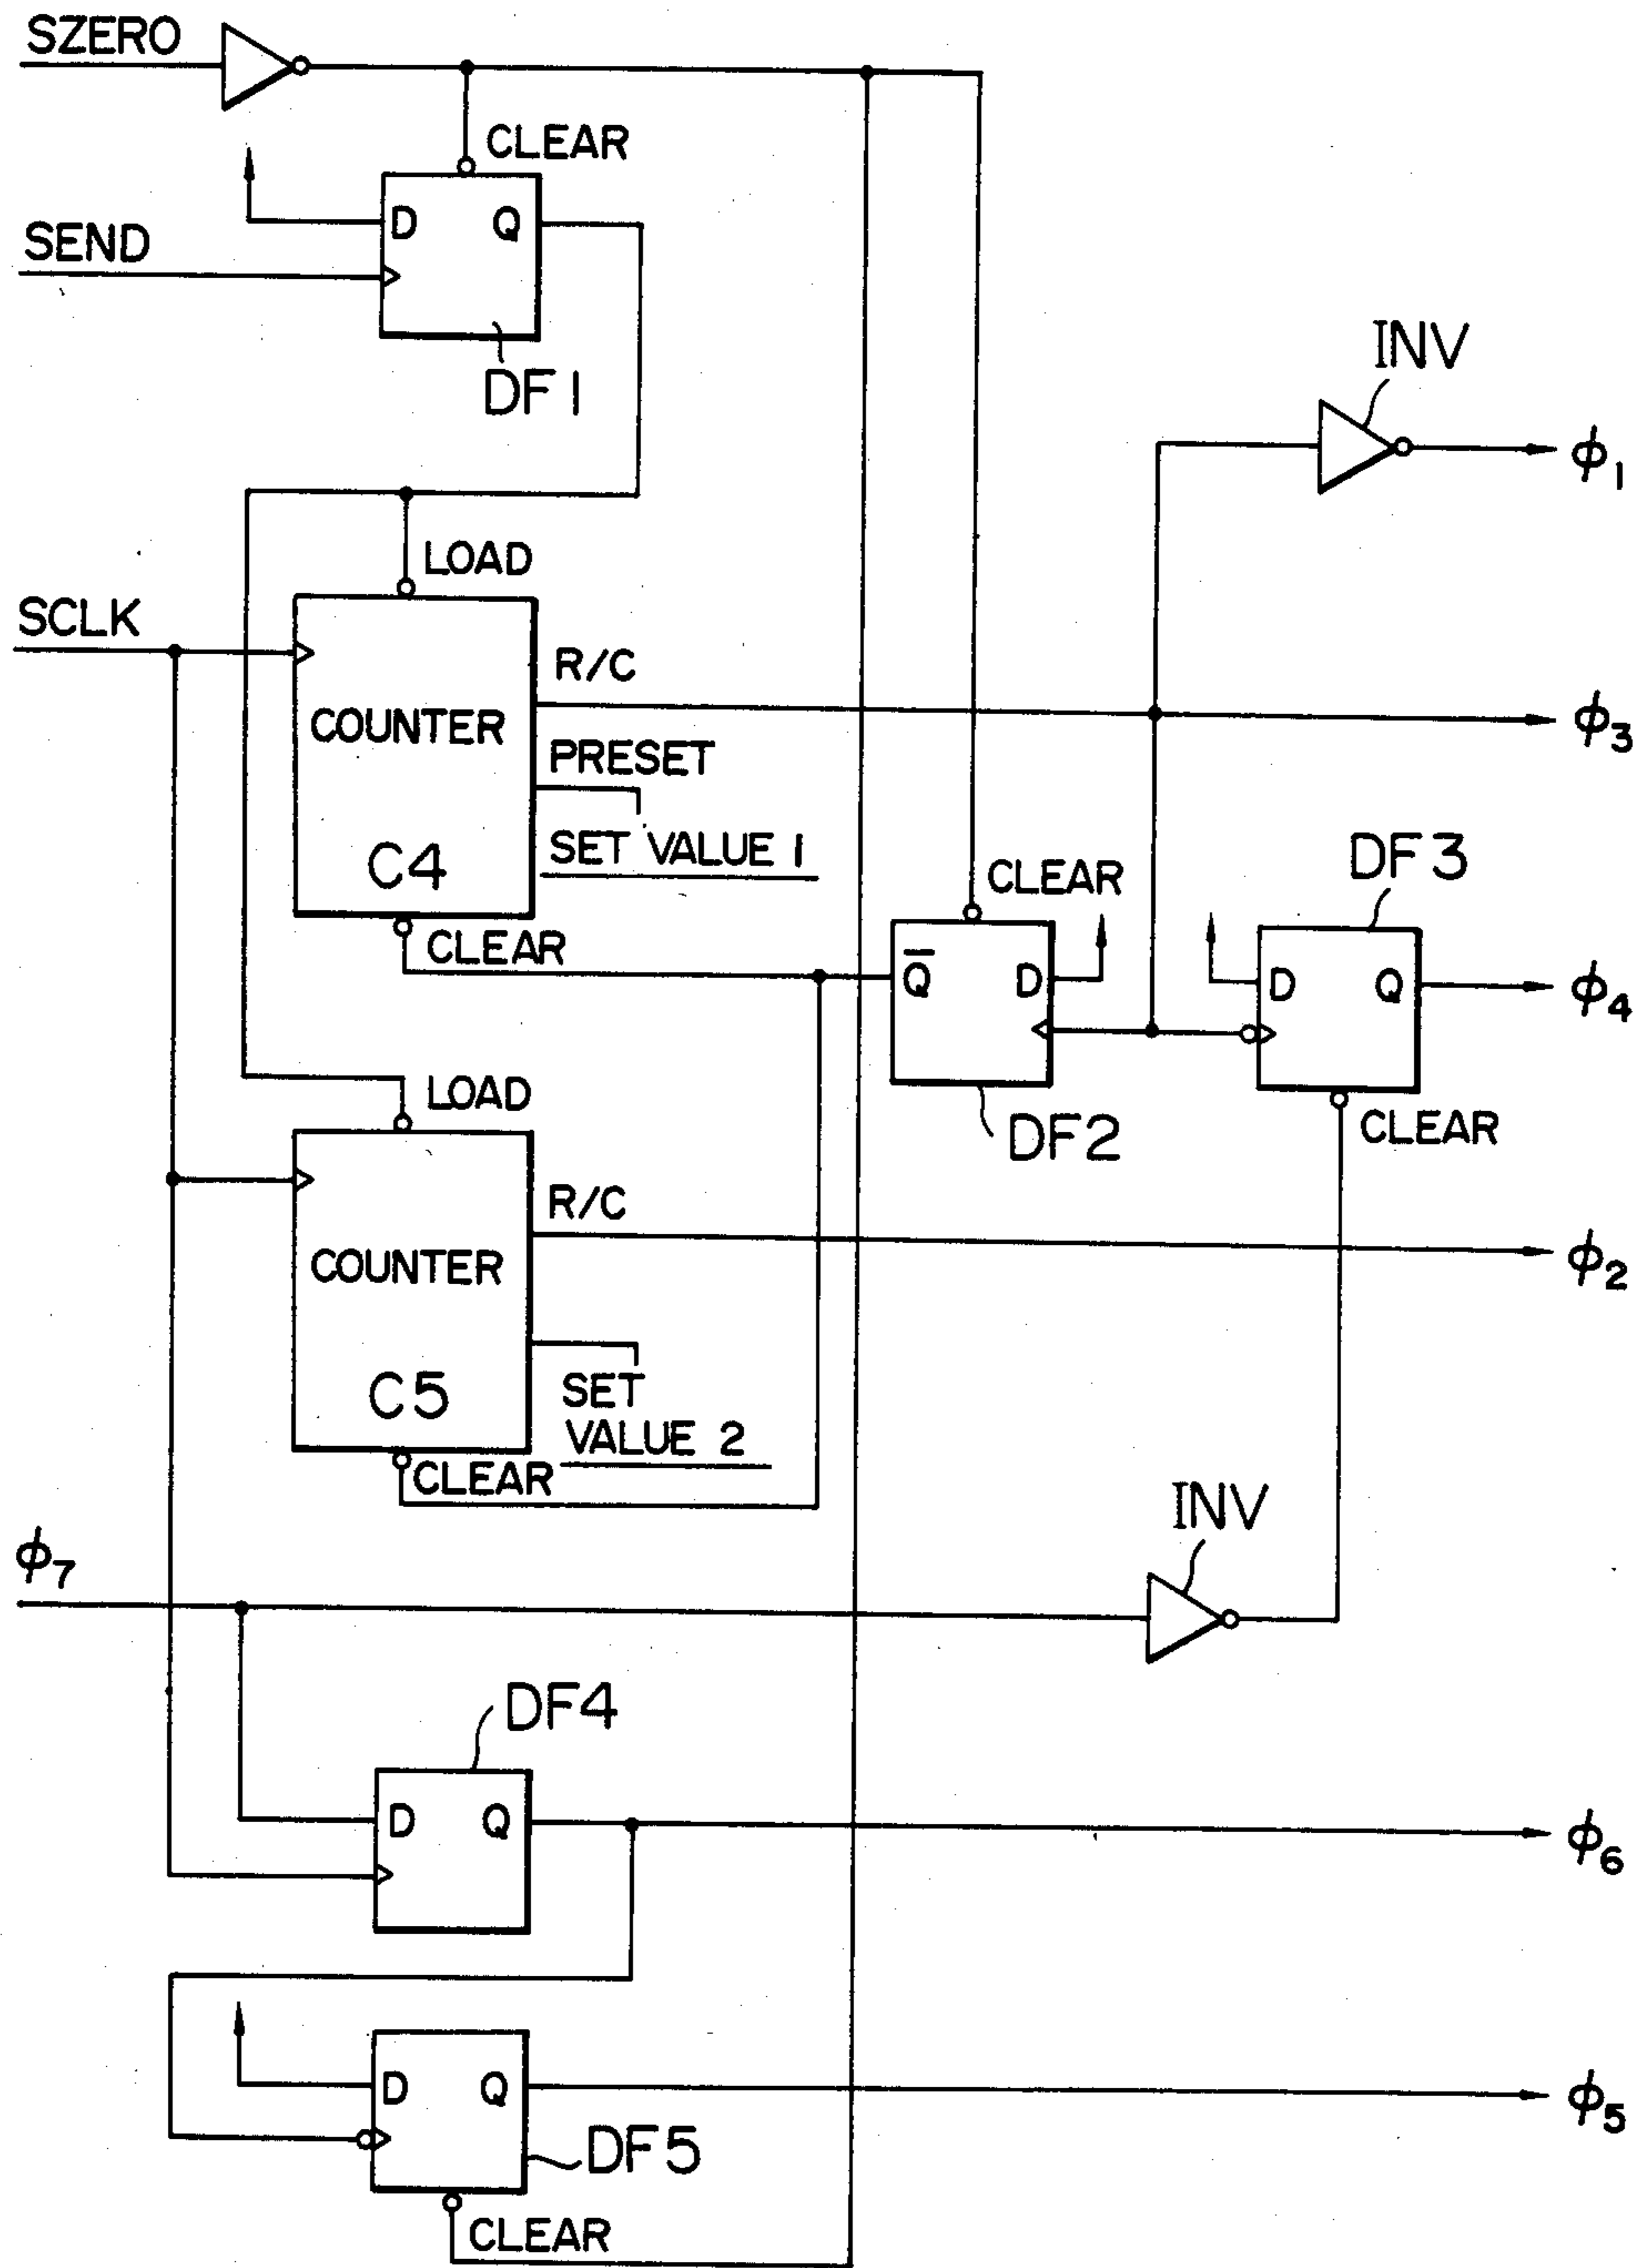 SZERO
CLEAR
D Q
SEND
DF1
INV
ϕ1
LOAD
SCLK
R/C
ϕ3
COUNTER
PRESET
SET VALUE 1
C4
CLEAR
CLEAR
DF3
Q̅ D
D Q
ϕ4
LOAD
DF2
CLEAR
R/C
COUNTER
ϕ2
C5
SET
VALUE 2
CLEAR
INV
ϕ7
DF4
D Q
ϕ6
D Q
ϕ5
DF5
CLEAR